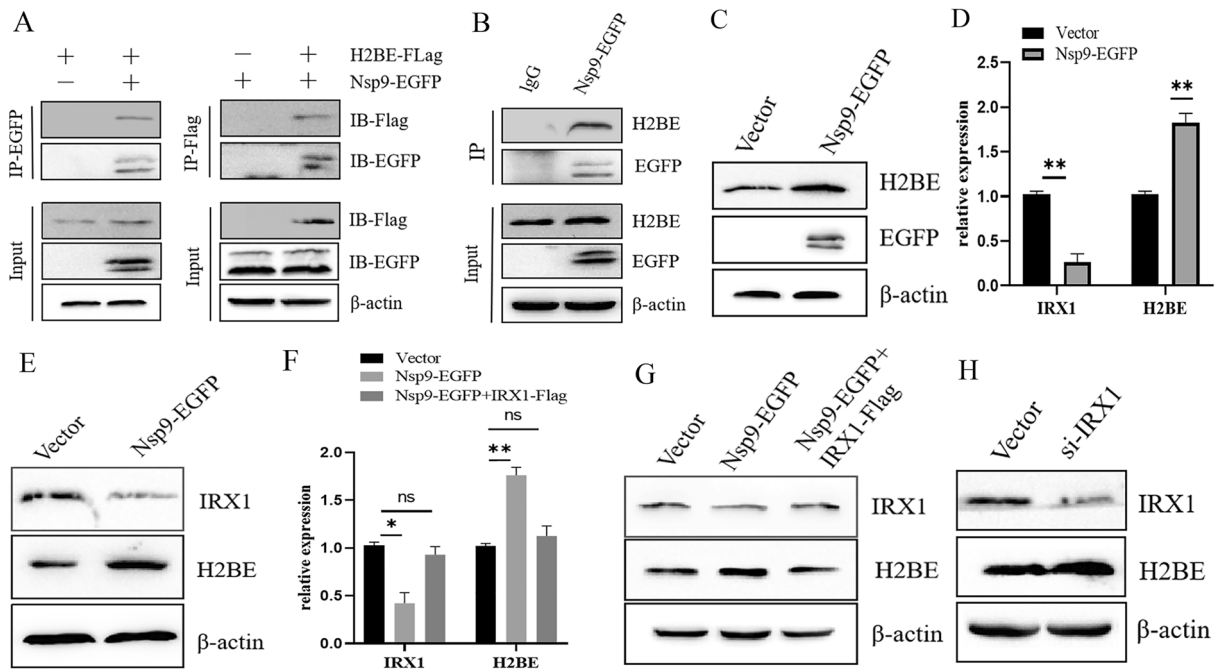 A
+ + H2BE-FLag
− + Nsp9-EGFP
− +
+ +
IP-EGFP
IP-Flag
IB-Flag
IB-EGFP
Input
Input
IB-Flag
IB-EGFP
β-actin
B
IgG
Nsp9-EGFP
IP
H2BE
EGFP
Input
H2BE
EGFP
β-actin
C
Vector
Nsp9-EGFP
H2BE
EGFP
β-actin
D
Vector
Nsp9-EGFP
relative expression
2.5
2.0
1.5
1.0
0.5
0.0
**
**
IRX1
H2BE
E
Vector
Nsp9-EGFP
IRX1
H2BE
β-actin
F
Vector
Nsp9-EGFP
Nsp9-EGFP+IRX1-Flag
relative expression
2.0
1.5
1.0
0.5
0.0
ns
*
ns
**
IRX1
H2BE
G
Vector
Nsp9-EGFP
Nsp9-EGFP+
IRX1-Flag
IRX1
H2BE
β-actin
H
Vector
si-IRX1
IRX1
H2BE
β-actin